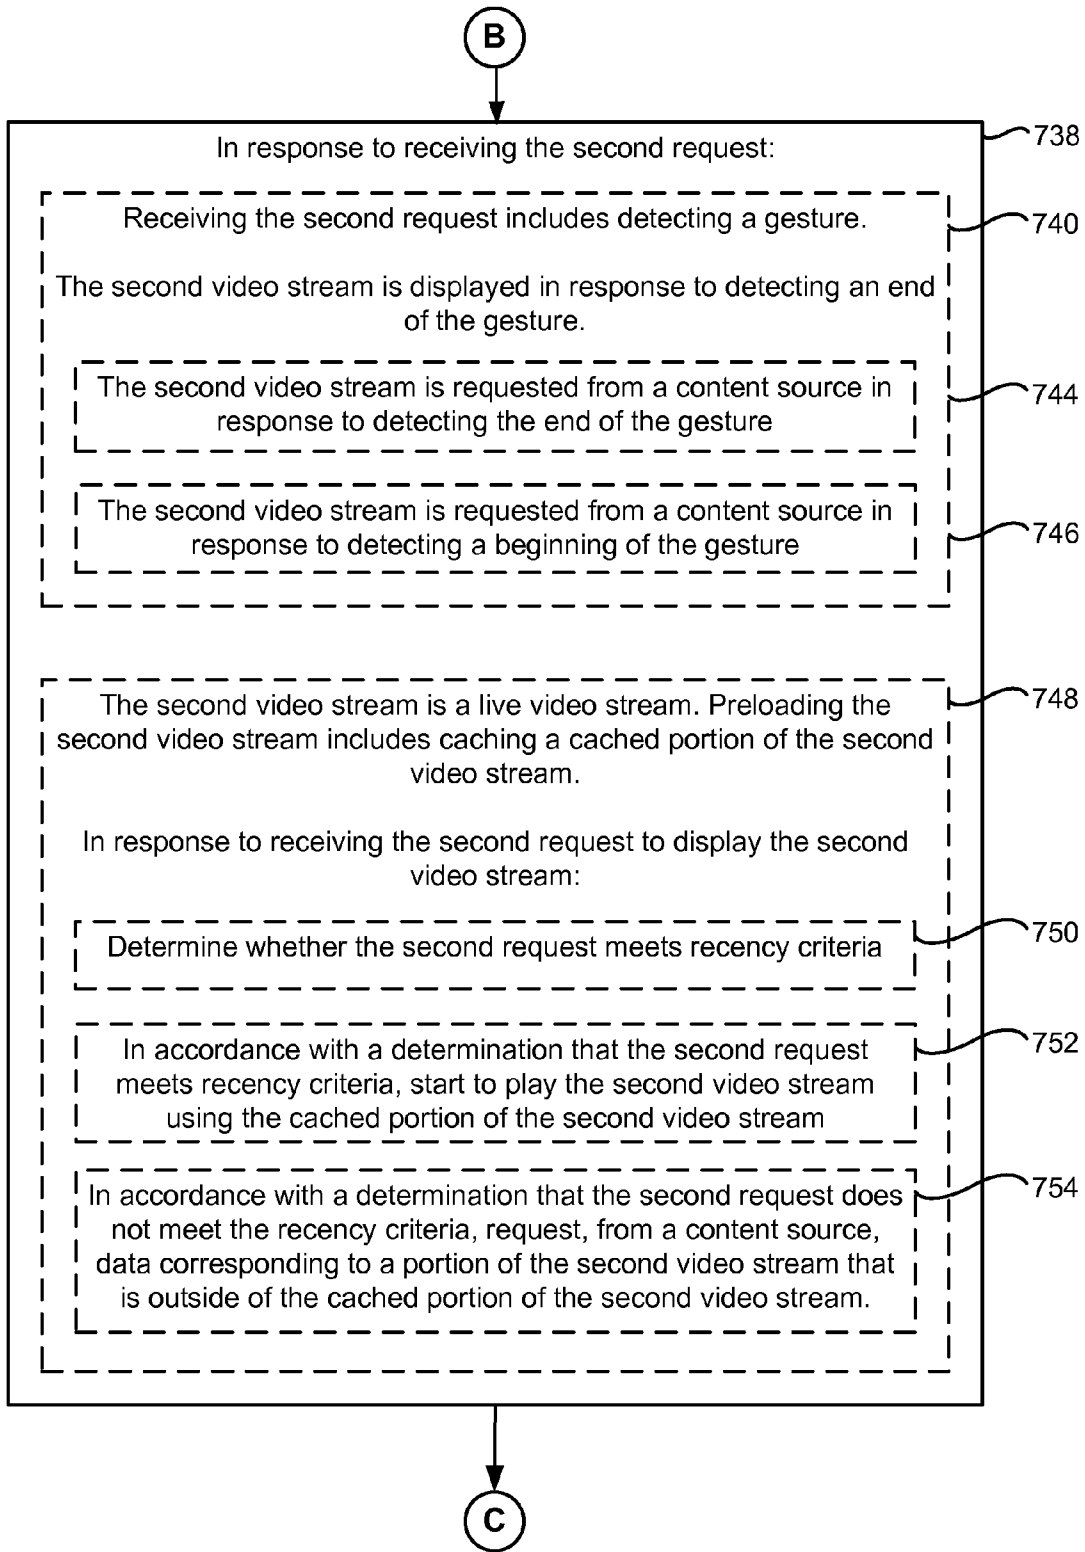 B
738
In response to receiving the second request:
740
Receiving the second request includes detecting a gesture.
The second video stream is displayed in response to detecting an end
of the gesture.
744
The second video stream is requested from a content source in
response to detecting the end of the gesture
746
The second video stream is requested from a content source in
response to detecting a beginning of the gesture
748
The second video stream is a live video stream. Preloading the
second video stream includes caching a cached portion of the second
video stream.
In response to receiving the second request to display the second
video stream:
750
Determine whether the second request meets recency criteria
752
In accordance with a determination that the second request
meets recency criteria, start to play the second video stream
using the cached portion of the second video stream
754
In accordance with a determination that the second request does
not meet the recency criteria, request, from a content source,
data corresponding to a portion of the second video stream that
is outside of the cached portion of the second video stream.
C